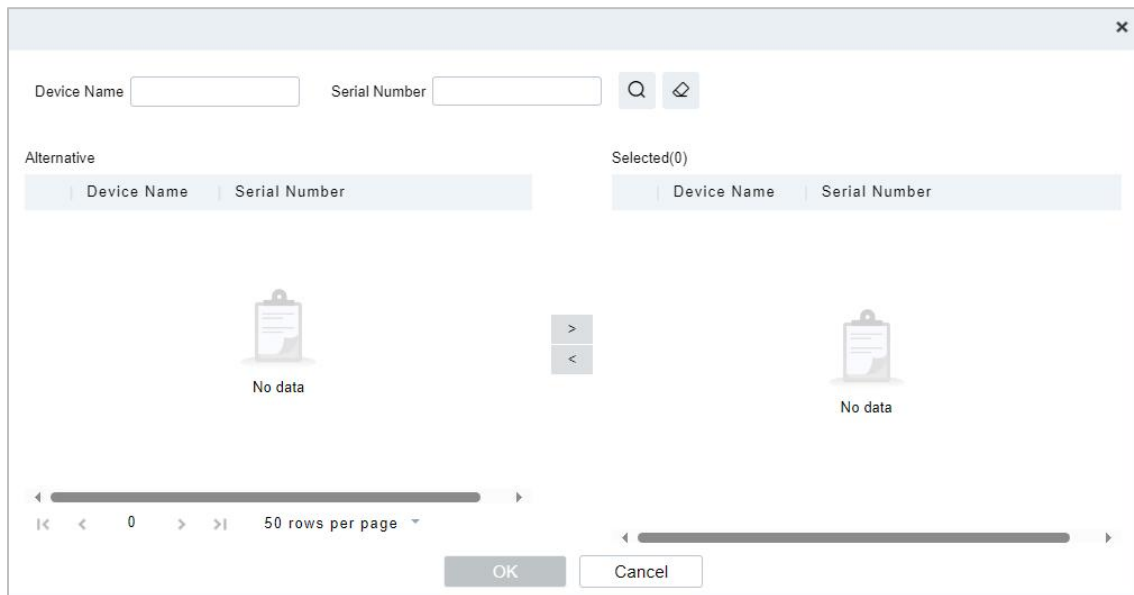 Device Name Serial Number
Alternative Selected(0)
Device Name Serial Number Device Name Serial Number
>
<
No data
No data
0 50 rows per page
OK Cancel